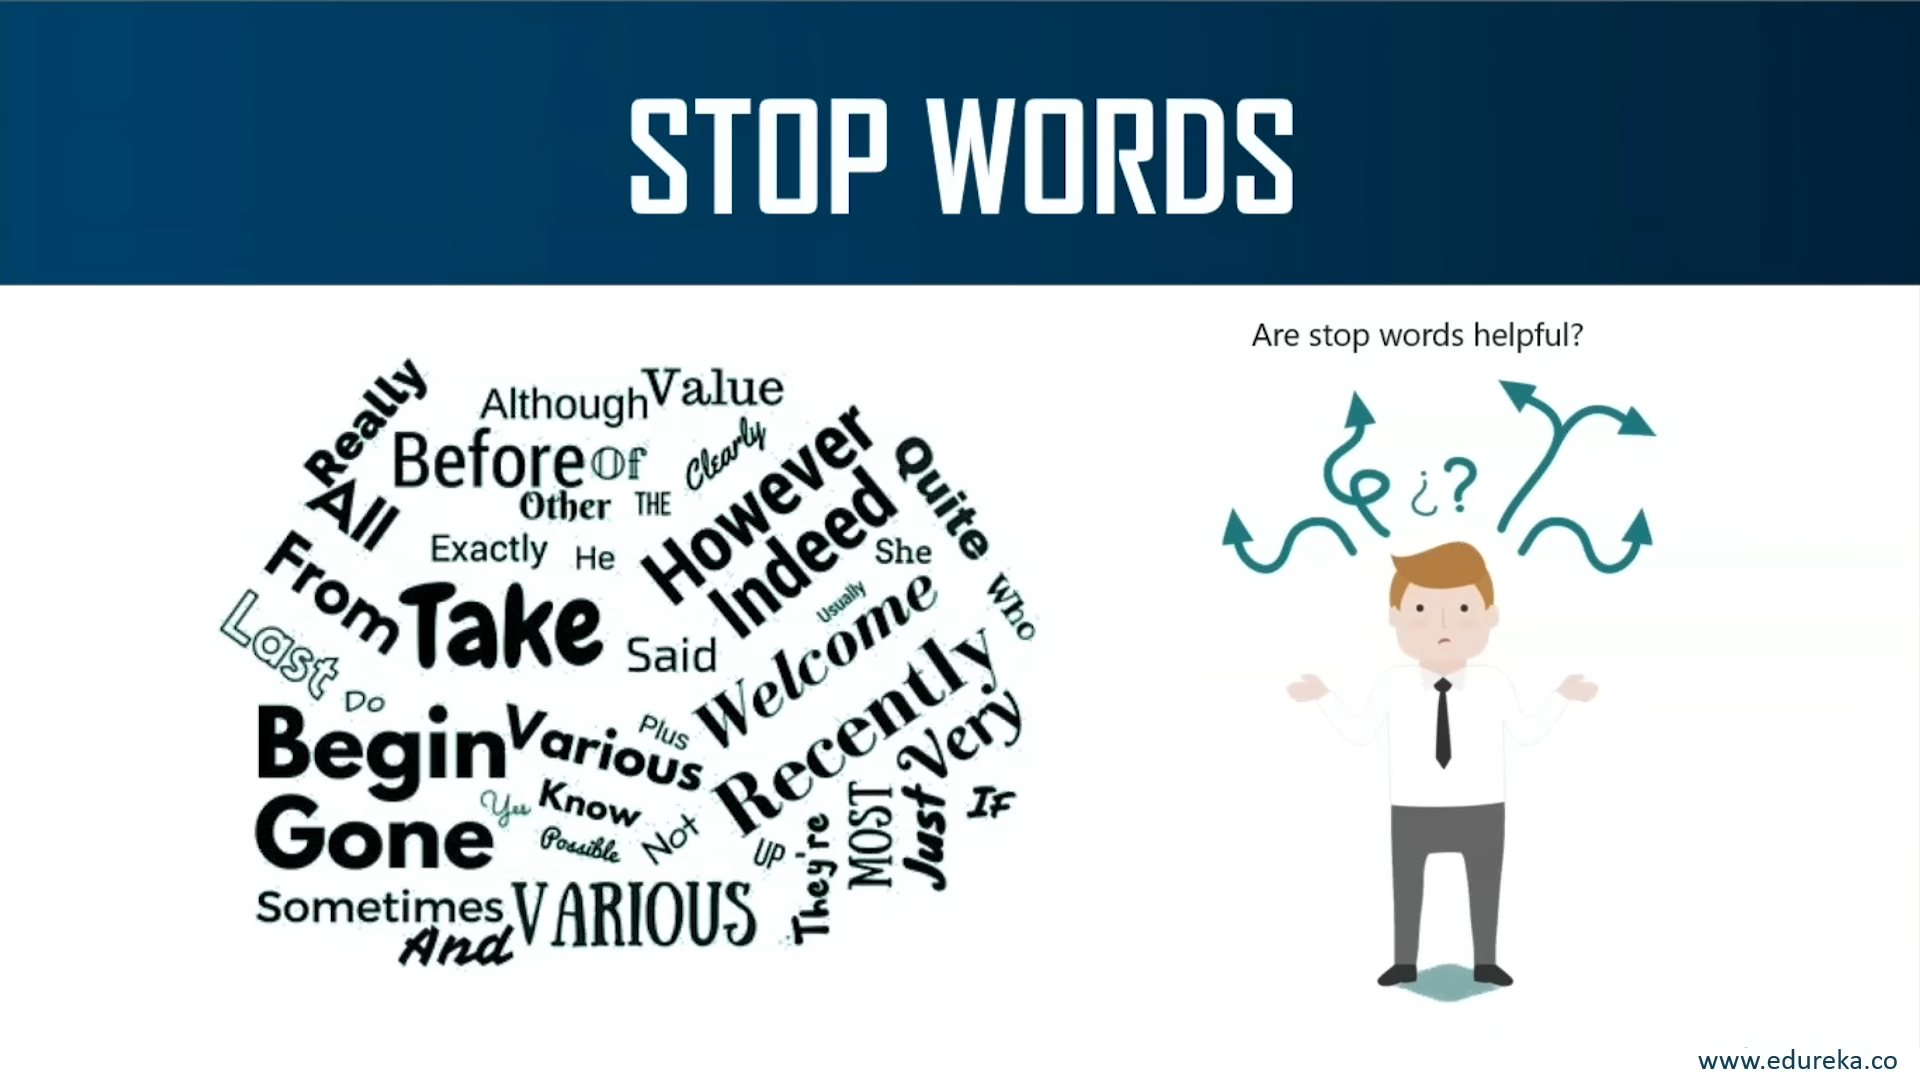 STOP WORDS
Are stop words helpful?
Really
Although
Value
Before
Of
Clearly
However
Quite
All
Other
THE
Indeed
Exactly
He
She
From
Take
Usually
Who
Last
Said
Welcome
Do
Recently
Begin
Various
Plus
Very
Yes
Know
Gone
Possible
Not
UP
They're
MOST
Just
IF
Sometimes
VARIOUS
And
¿?
www.edureka.co